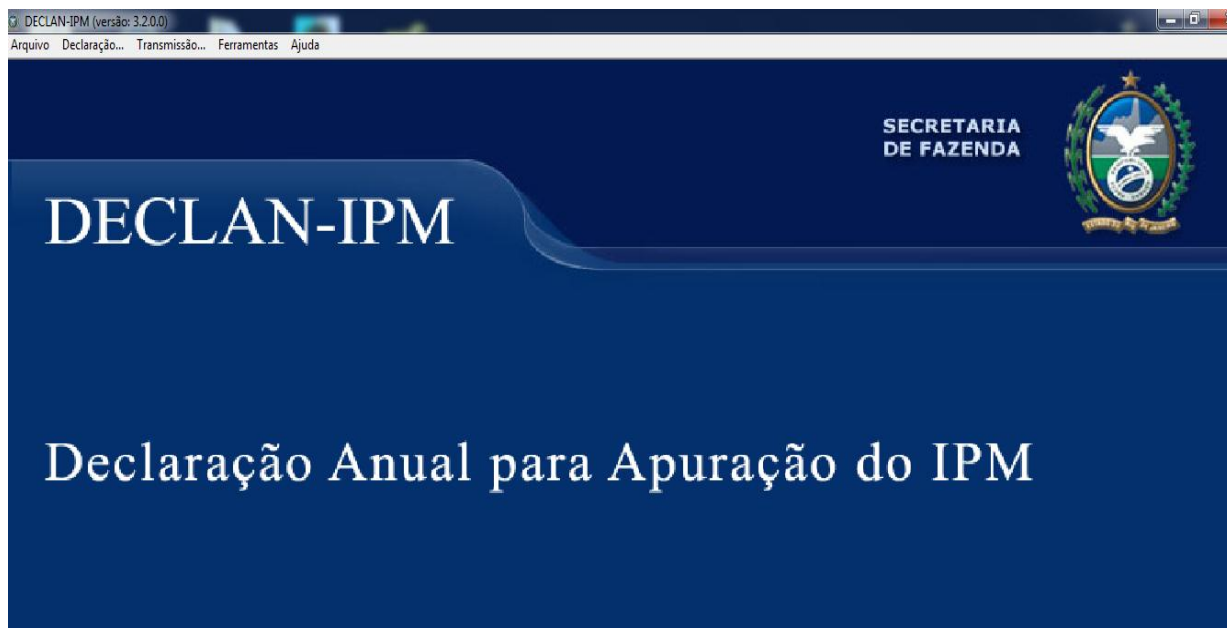 DECLAN-IPM (versão: 3.2.0.0)
Arquivo Declaração... Transmissão... Ferramentas Ajuda
SECRETARIA
DE FAZENDA
DECLAN-IPM
Declaração Anual para Apuração do IPM